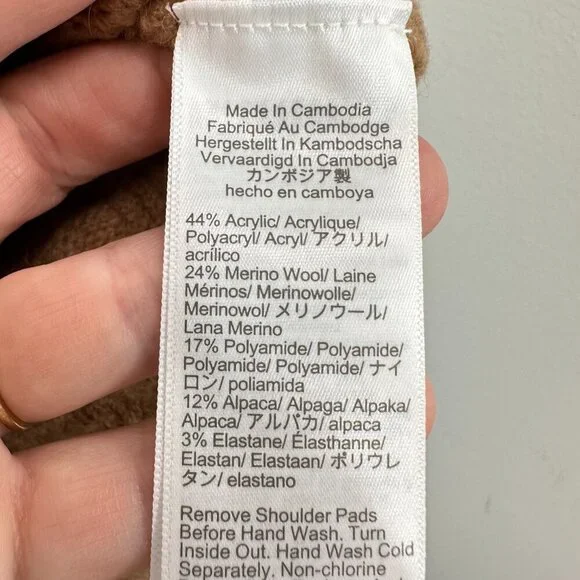 Made In Cambodia
Fabriqué Au Cambodge
Hergestellt In Kambodscha
Vervaardigd In Cambodja
カンボジア製
hecho en camboya
44% Acrylic/ Acrylique/
Polyacryl/ Acryl/ アクリル/
acrílico
24% Merino Wool/ Laine
Mérinos/ Merinowolle/
Merinowol/ メリノウール/
Lana Merino
17% Polyamide/ Polyamide/
Polyamide/ Polyamide/ ナイ
ロン/ poliamida
12% Alpaca/ Alpaga/ Alpaka/
Alpaca/ アルパカ/ alpaca
3% Elastane/ Élasthanne/
Elastan/ Elastaan/ ポリウレ
タン/ elastano
Remove Shoulder Pads
Before Hand Wash. Turn
Inside Out. Hand Wash Cold
Separately. Non-chlorine